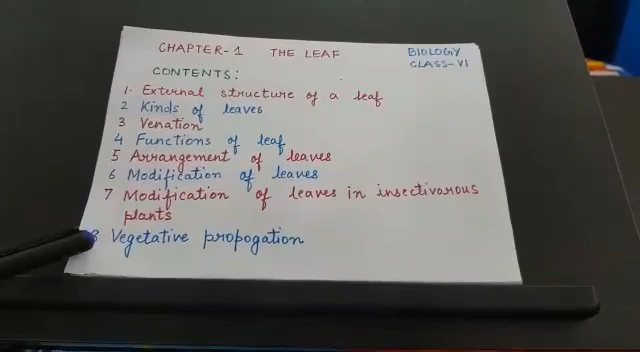 CHAPTER-1 THE LEAF
BIOLOGY
CLASS-VI
CONTENTS:
1. External structure of a leaf
2 Kinds of leaves
3 Venation
4 Functions of leaf
5 Arrangement of leaves
6 Modification of leaves
7 Modification of leaves in insectivorous
plants
8 Vegetative propogation